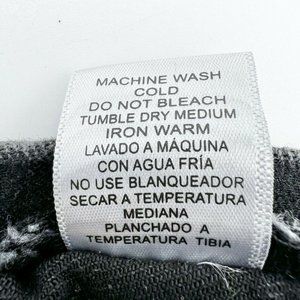 MACHINE WASH
COLD
DO NOT BLEACH
TUMBLE DRY MEDIUM
IRON WARM
LAVADO A MÁQUINA
CON AGUA FRÍA
NO USE BLANQUEADOR
SECAR A TEMPERATURA
MEDIANA
PLANCHADO A
TEMPERATURA TIBIA